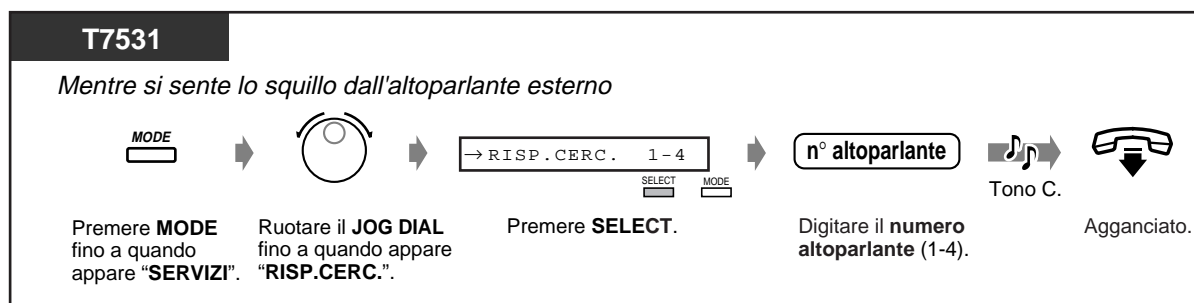 T7531
Mentre si sente lo squillo dall'altoparlante esterno
MODE
→RISP.CERC. 1-4
SELECT MODE
n° altoparlante
Tono C.
Premere MODE
fino a quando
appare “SERVIZI”.
Ruotare il JOG DIAL
fino a quando appare
“RISP.CERC.”.
Premere SELECT.
Digitare il numero
altoparlante (1-4).
Agganciato.